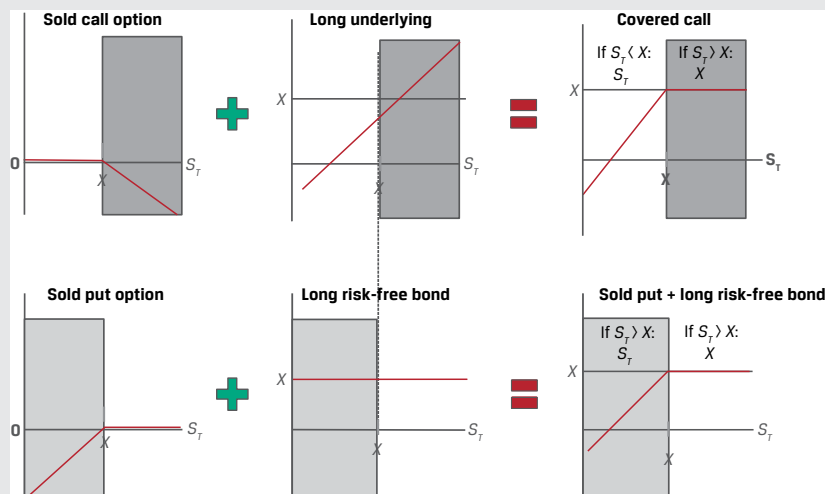 Sold call option
Long underlying
Covered call
If S_T < X:
S_T
If S_T > X:
X
X
X
0
X
S_T
X
S_T
X
S_T
Sold put option
Long risk-free bond
Sold put + long risk-free bond
If S_T > X:
S_T
If S_T > X:
X
X
X
0
X
S_T
X
S_T
X
S_T